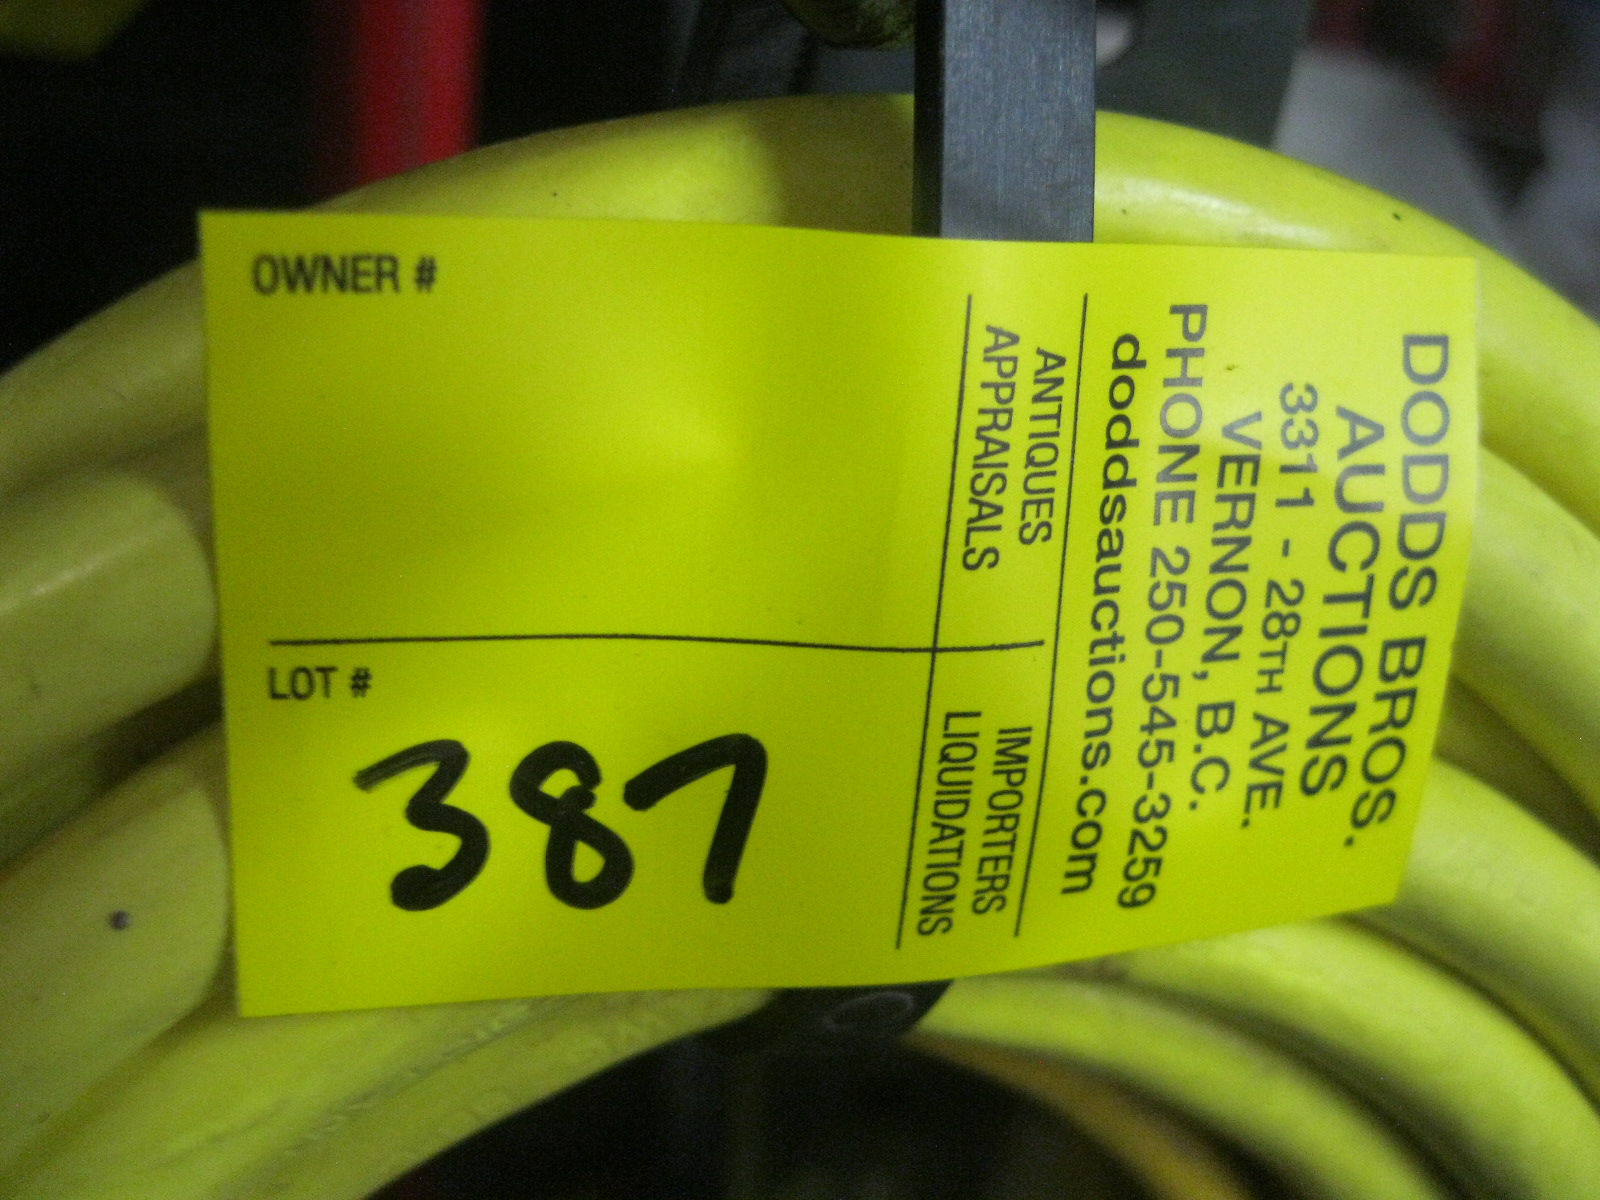 OWNER #
LOT #
387
DODDS BROS.
AUCTIONS
3311 - 28TH AVE.
VERNON, B.C.
PHONE 250-545-3259
doddsauctions.com
ANTIQUES
APPRAISALS
IMPORTERS
LIQUIDATIONS